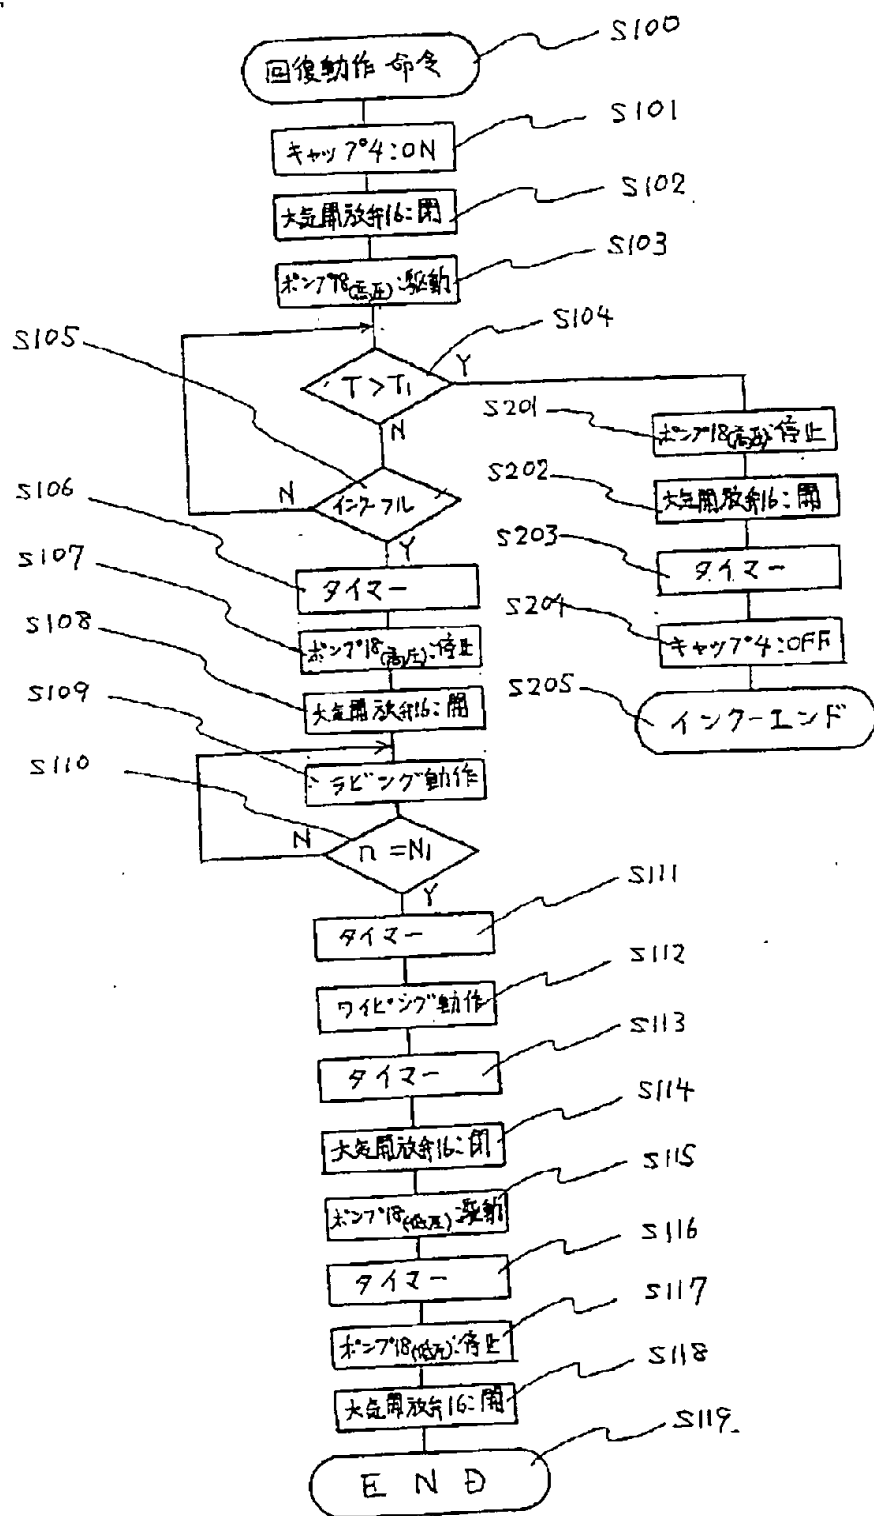 S100
回復動作 命令
S101
キャップ4:ON
S102
大気開放弁16:閉
S103
ポンプ18(高圧):駆動
S104
T>T1
Y
N
S105
インクーフル
N
Y
S106
タイマー
S107
ポンプ18(高圧):停止
S108
大気開放弁16:開
S109
ラビング動作
S110
n=N1
N
Y
S111
タイマー
S112
ワイピング動作
S113
タイマー
S114
大気開放弁16:閉
S115
ポンプ18(低圧):駆動
S116
タイマー
S117
ポンプ18(低圧):停止
S118
大気開放弁16:開
S119
END
S201
ポンプ18(高圧):停止
S202
大気開放弁16:開
S203
タイマー
S204
キャップ4:OFF
S205
インクーエンド